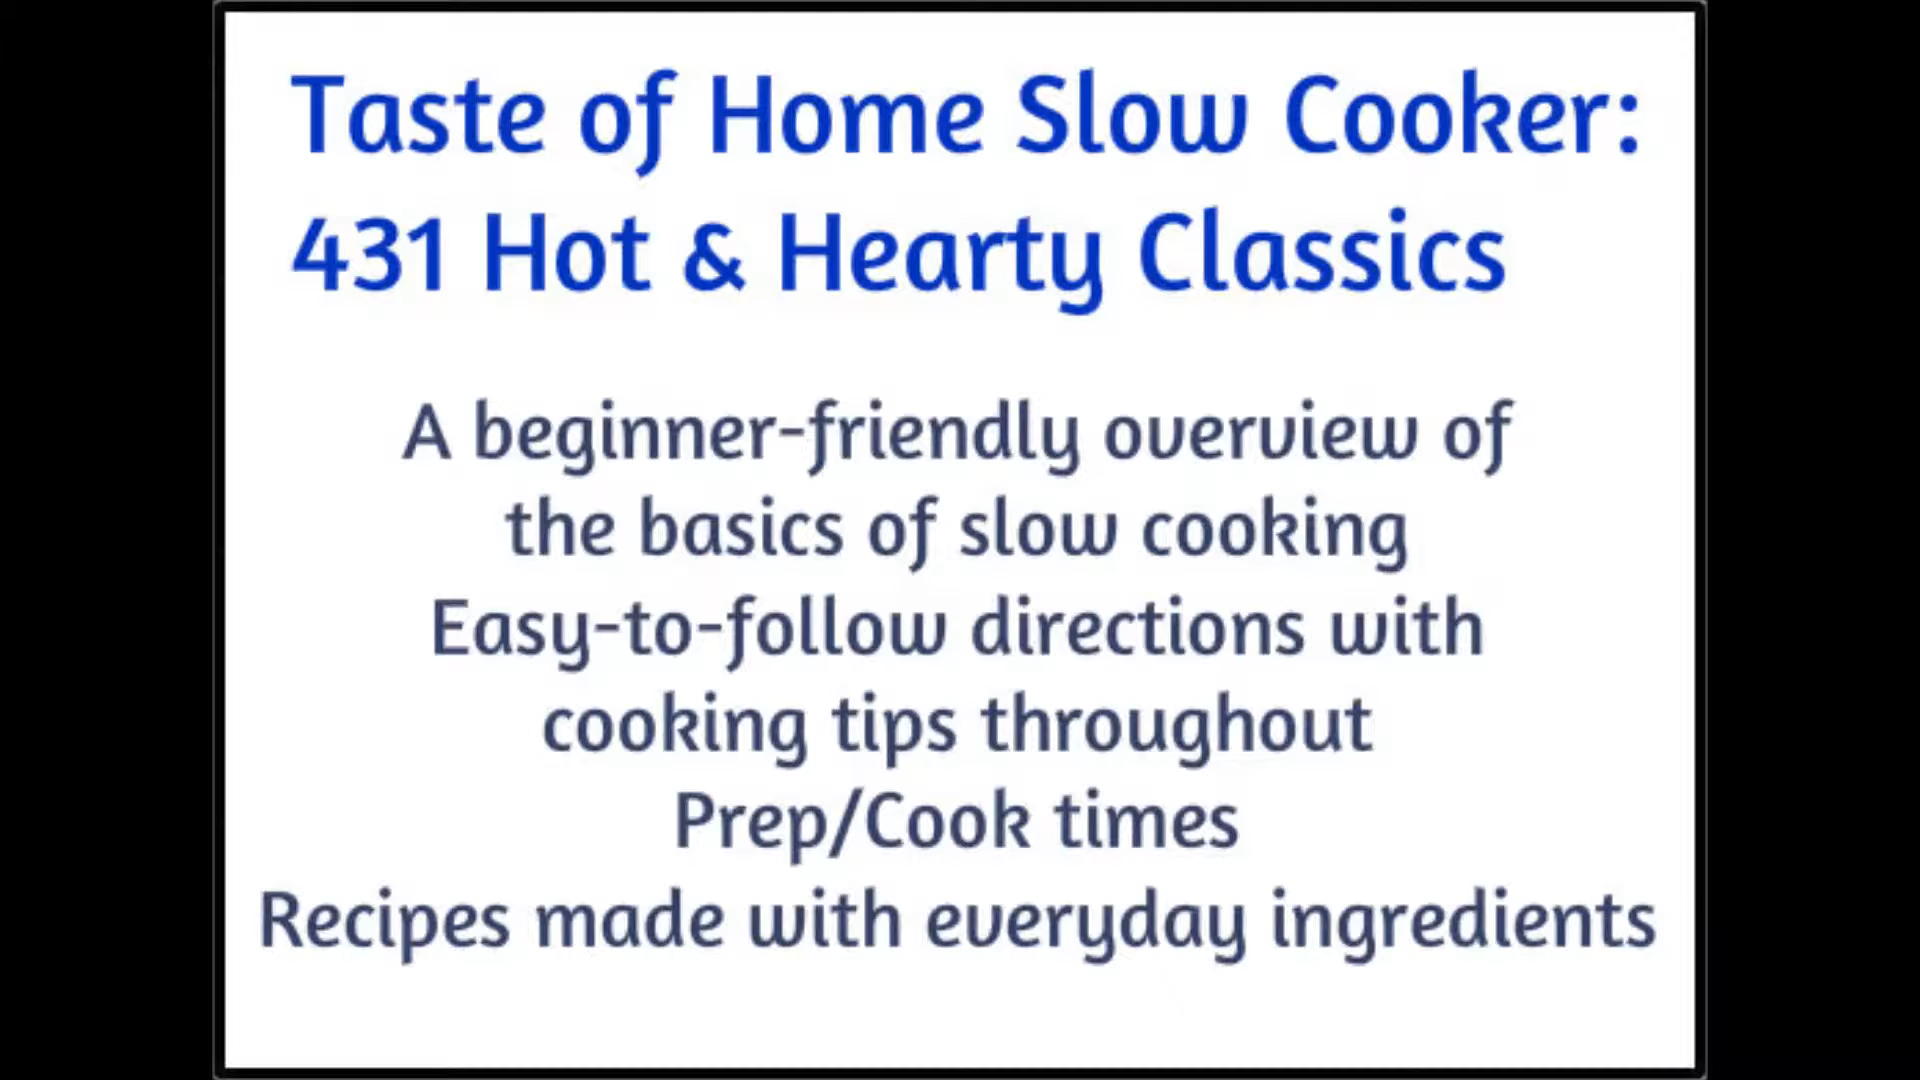 Taste of Home Slow Cooker:
431 Hot & Hearty Classics
A beginner-friendly overview of
the basics of slow cooking
Easy-to-follow directions with
cooking tips throughout
Prep/Cook times
Recipes made with everyday ingredients